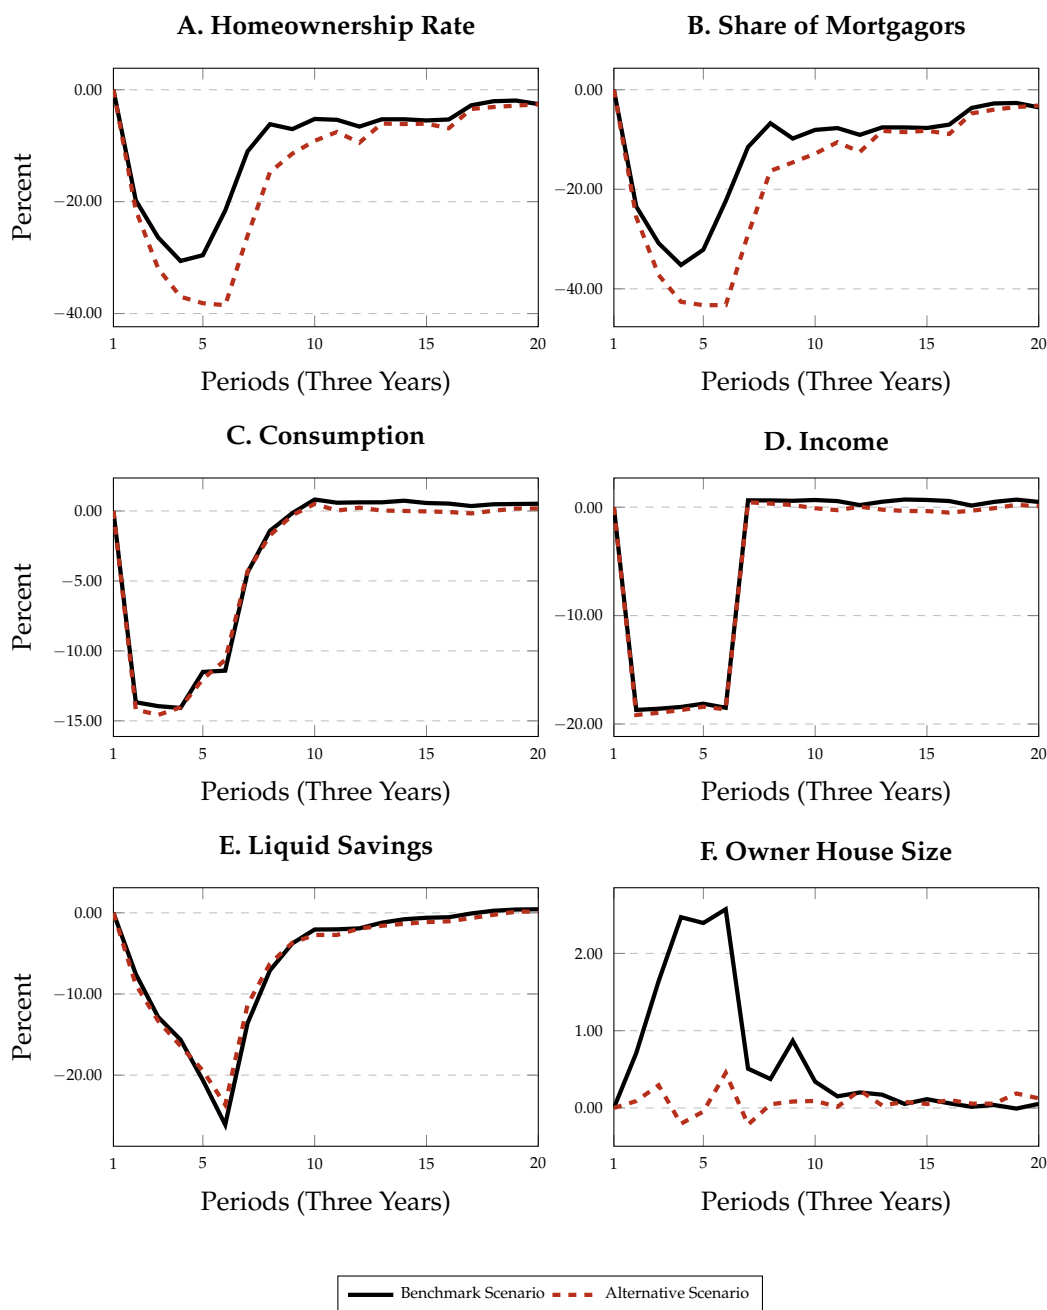 A. Homeownership Rate
B. Share of Mortgagors
0.00
−20.00
−40.00
Percent
1 5 10 15 20
Periods (Three Years)
0.00
−20.00
−40.00
1 5 10 15 20
Periods (Three Years)
C. Consumption
D. Income
0.00
−5.00
−10.00
−15.00
Percent
1 5 10 15 20
Periods (Three Years)
0.00
−10.00
−20.00
1 5 10 15 20
Periods (Three Years)
E. Liquid Savings
F. Owner House Size
0.00
−10.00
−20.00
Percent
1 5 10 15 20
Periods (Three Years)
2.00
1.00
0.00
1 5 10 15 20
Periods (Three Years)
Benchmark Scenario Alternative Scenario